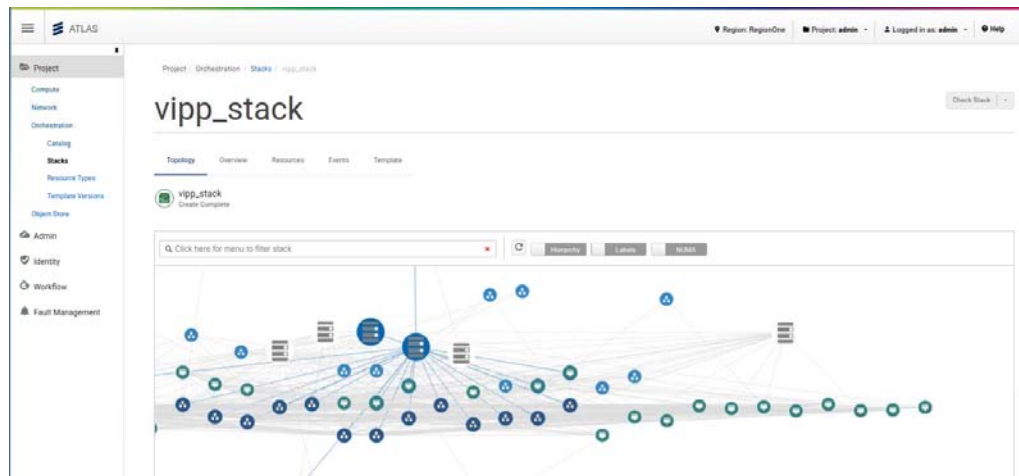 ATLAS
Region: RegionOne Project: admin Logged in as: admin Help
Project
Project / Orchestration / Stacks / vipp_stack
Compute
Network
Orchestration
Catalog
Stacks
Resource Types
Template Versions
Object Store
Admin
Identity
Workflow
Fault Management
vipp_stack
Check Stack
Topology Overview Resources Events Template
vipp_stack
Create Complete
Click here for menu to filter stack
Hierarchy Labels NUMA